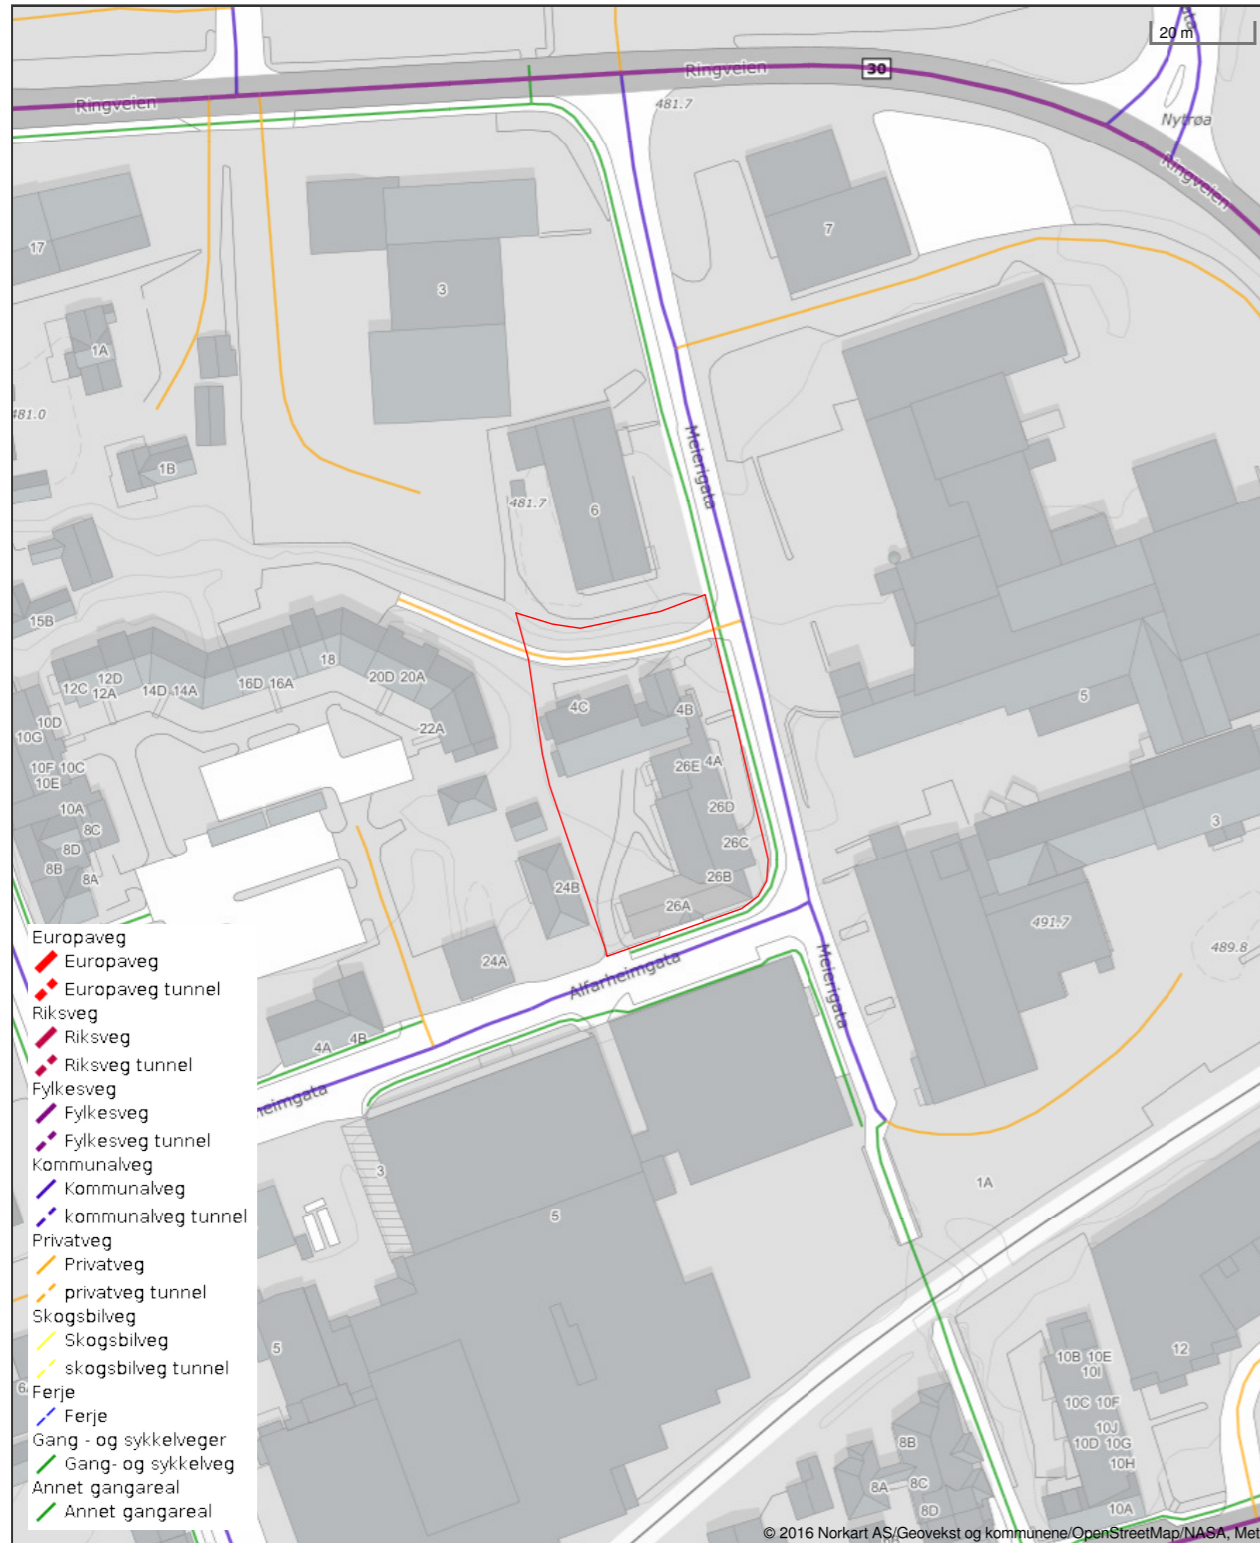 20 m
gata
Ringveien
30
Ringveien
481.7
Nytrøa
Ringveien
7
17
3
1A
481.0
Meierigata
1B
481.7
6
15B
18
12D
12C
12A
14D 14A
16D 16A
20D 20A
22A
10D
10G
10F 10C
10E
10A
8C
8D
8B
8A
4C
4B
4A
26E
26D
26C
26B
26A
24B
24A
5
3
491.7
489.8
Alfarheimgata
Meierigata
4A
4B
heimgata
3
5
1A
5
6A
10B 10E
10I
12
10C 10F
10J
10D 10G
10H
10A
8B
8A
8C
8D
Europaveg
Europaveg
Europaveg tunnel
Riksveg
Riksveg
Riksveg tunnel
Fylkesveg
Fylkesveg
Fylkesveg tunnel
Kommunalveg
Kommunalveg
kommunalveg tunnel
Privatveg
Privatveg
privatveg tunnel
Skogsbilveg
Skogsbilveg
skogsbilveg tunnel
Ferje
Ferje
Gang - og sykkelveger
Gang- og sykkelveg
Annet gangareal
Annet gangareal
© 2016 Norkart AS/Geovekst og kommunene/OpenStreetMap/NASA, Met